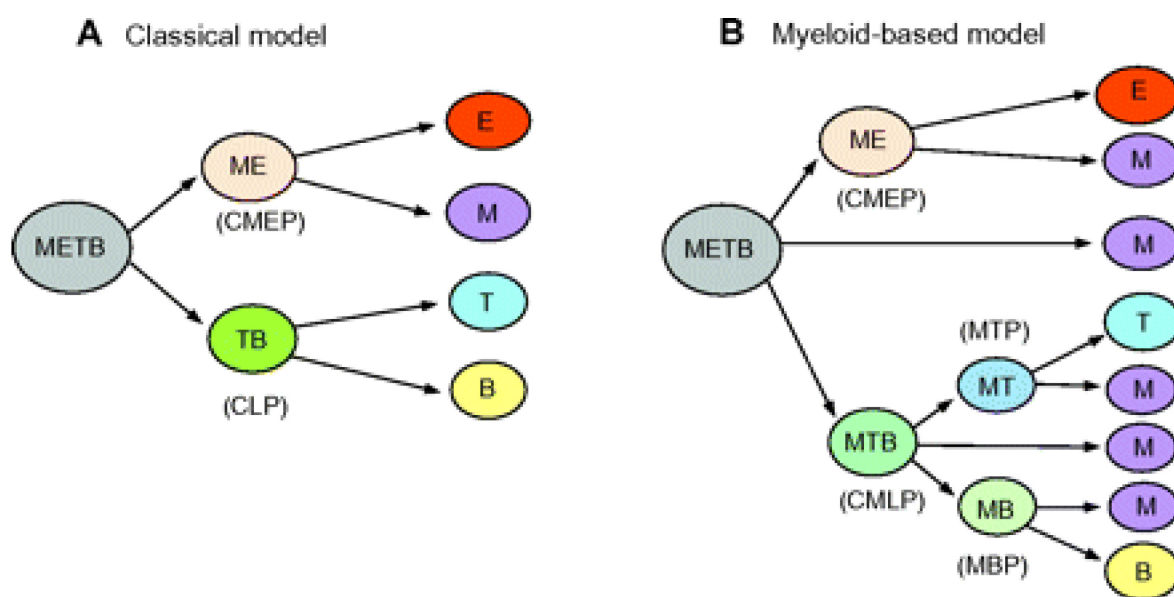 A Classical model
METB
ME
(CMEP)
TB
(CLP)
E
M
T
B
B Myeloid-based model
METB
ME
(CMEP)
MTB
(CMLP)
(MTP)
MT
MB
(MBP)
E
M
M
T
M
M
M
B